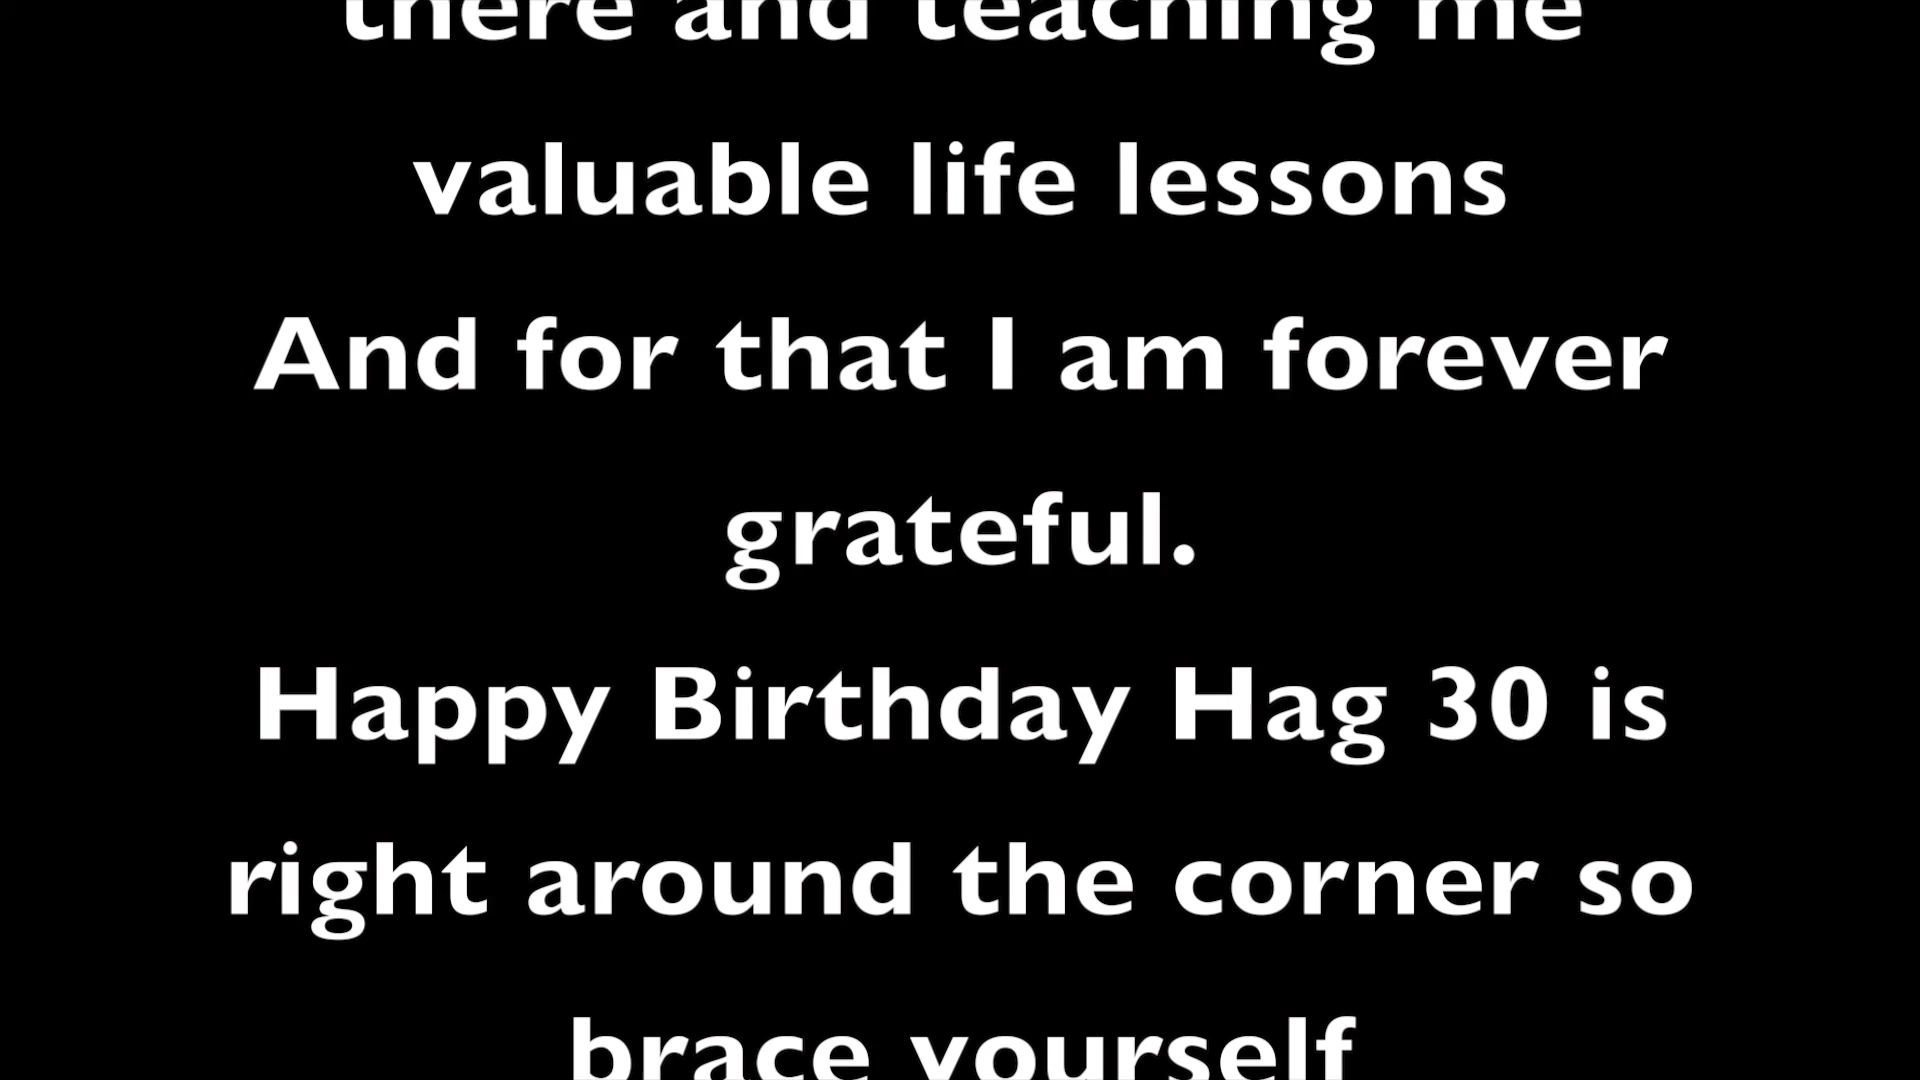 there and teaching me
valuable life lessons
And for that I am forever
grateful.
Happy Birthday Hag 30 is
right around the corner so
brace yourself